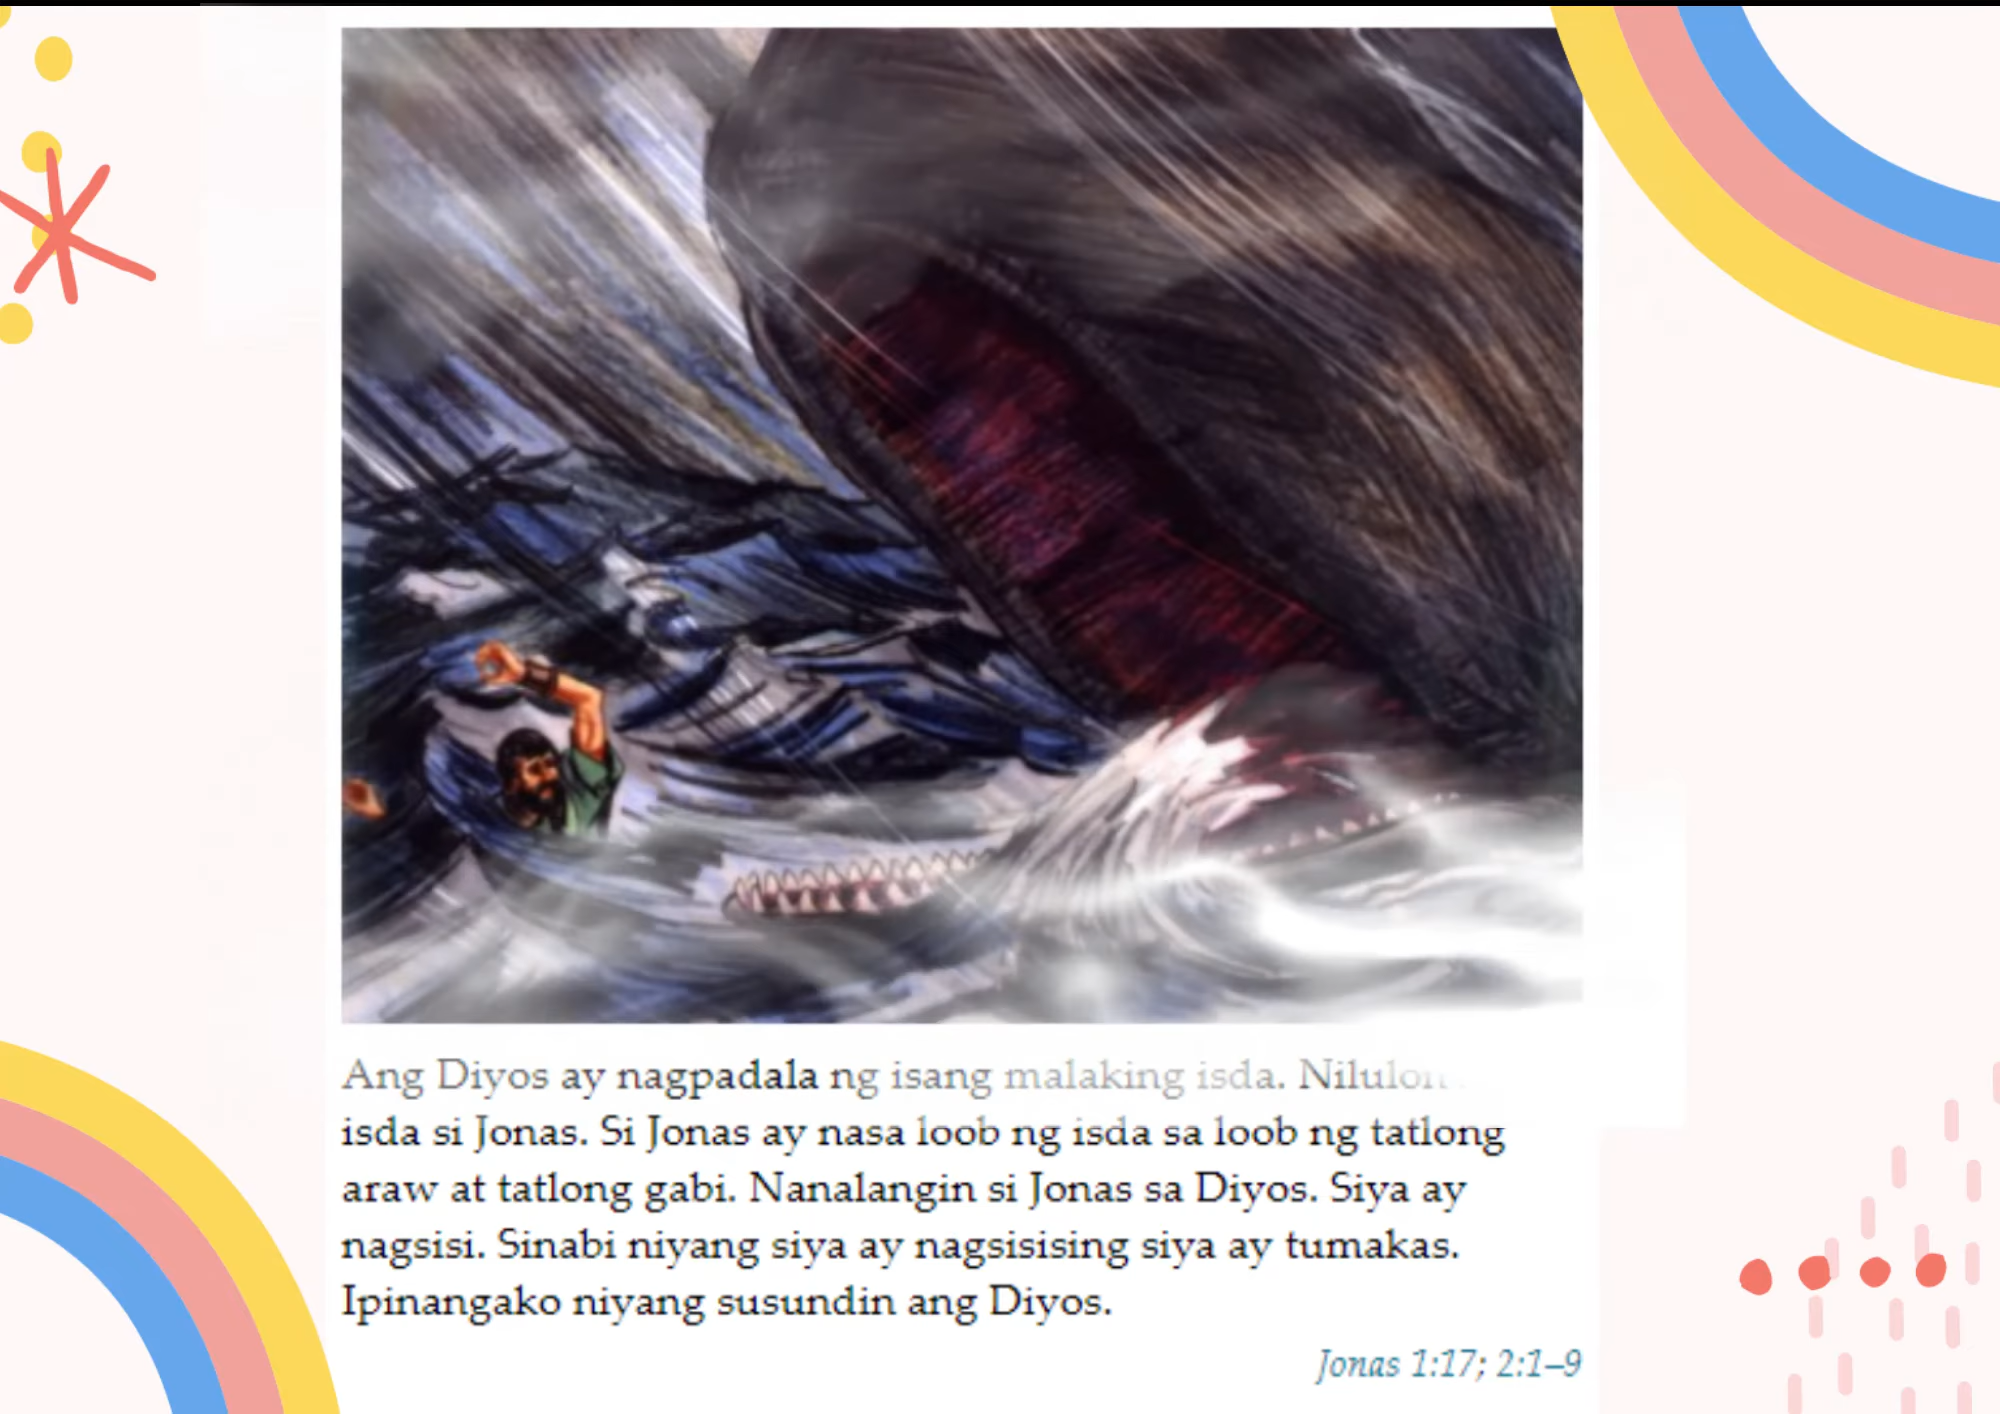 Ang Diyos ay nagpadala ng isang malaking isda.
isda si Jonas. Si Jonas ay nasa loob ng isda sa loob ng tatlong
araw at tatlong gabi. Nanalangin si Jonas sa Diyos. Siya ay
nagsisi. Sinabi niyang siya ay nagsisising siya ay tumakas.
Ipinangako niyang susundin ang Diyos.
Jonas 1:17; 2:1–9